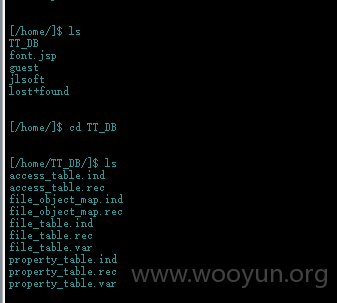 [/home/]$ ls
TT_DB
font.jsp
guest
jlsoft
lost+found
[/home/]$ cd TT_DB
[/home/TT_DB/]$ ls
access_table.ind
access_table.rec
file_object_map.ind
file_object_map.rec
file_table.ind
file_table.rec
file_table.var
property_table.ind
property_table.rec
property_table.var
www.wooyun.org